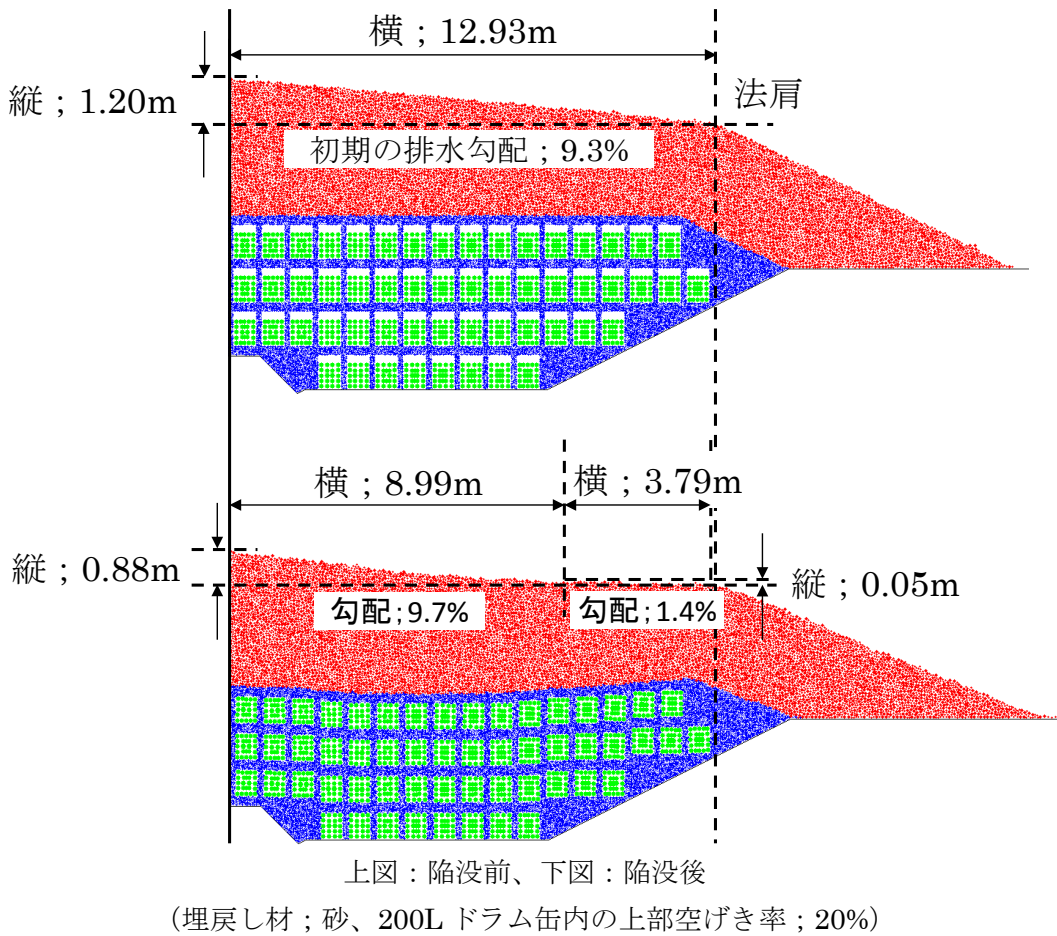 横 ; 12.93m
縦 ; 1.20m
法肩
初期の排水勾配 ; 9.3%
横 ; 8.99m
横 ; 3.79m
縦 ; 0.88m
縦 ; 0.05m
勾配;9.7%
勾配;1.4%
上図：陥没前、下図：陥没後
（埋戻し材 ; 砂、200L ドラム缶内の上部空げき率 ; 20%）